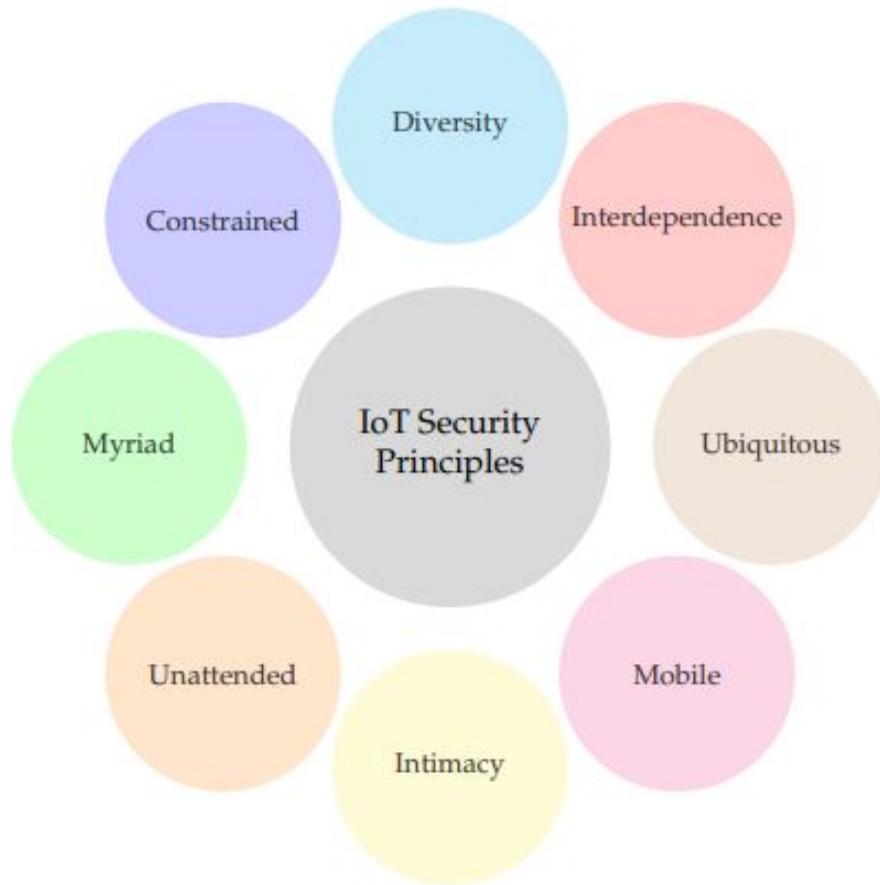 Diversity
Interdependence
Constrained
IoT Security
Principles
Myriad
Ubiquitous
Unattended
Mobile
Intimacy